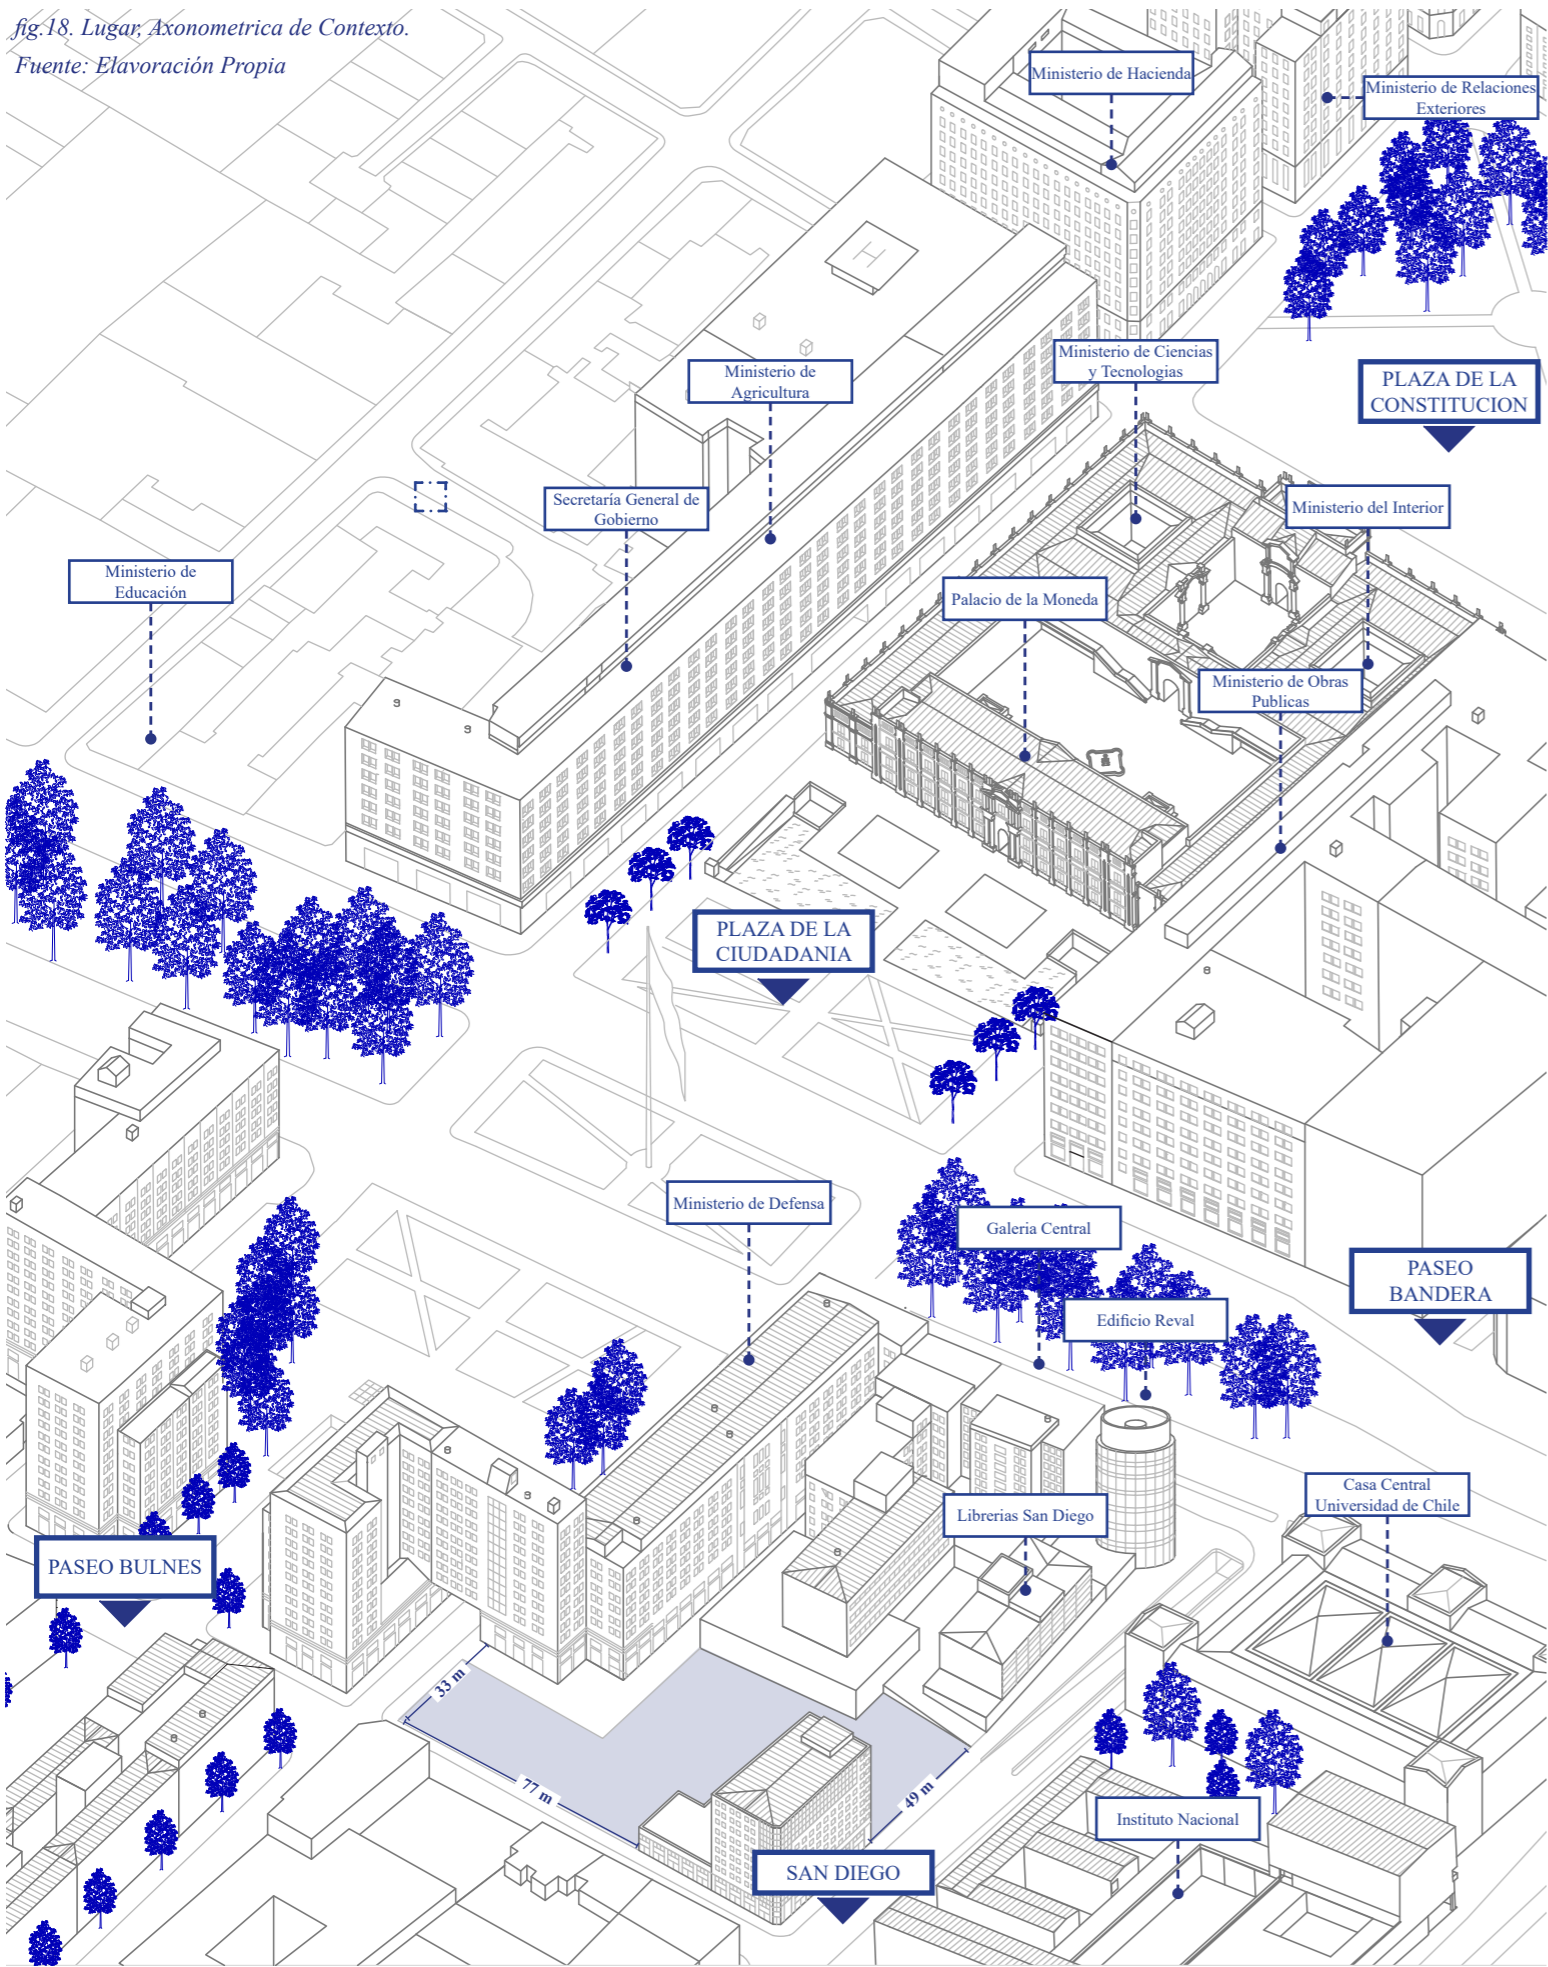 fig.18. Lugar, Axonometrica de Contexto.
Fuente: Elavoración Propia
Ministerio de Hacienda
Ministerio de Relaciones
Exteriores
H
Ministerio de Ciencias
y Tecnologias
Ministerio de
Agricultura
PLAZA DE LA
CONSTITUCION
Secretaría General de
Gobierno
Ministerio del Interior
Ministerio de
Educación
Palacio de la Moneda
Ministerio de Obras
Publicas
PLAZA DE LA
CIUDADANIA
Ministerio de Defensa
Galeria Central
PASEO
BANDERA
Edificio Reval
Casa Central
Universidad de Chile
Librerias San Diego
PASEO BULNES
33 m
77 m
49 m
Instituto Nacional
SAN DIEGO